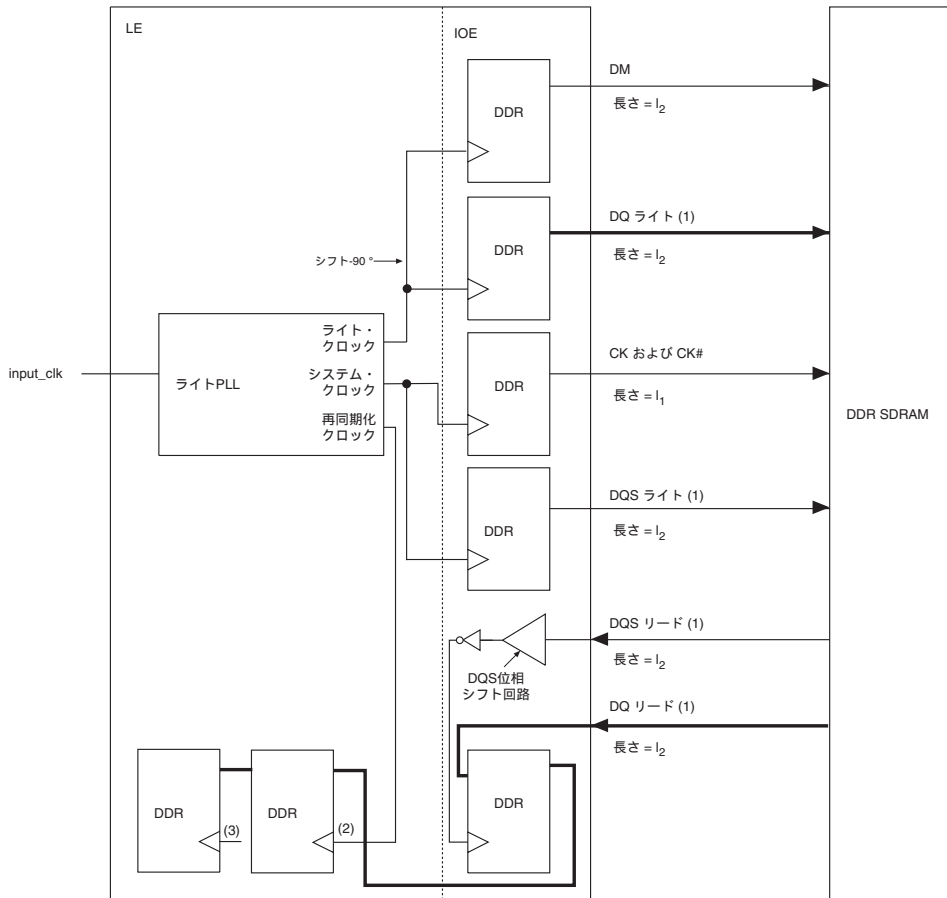 LE
IOE
DDR
DM
長さ = l2
DDR
DQ ライト (1)
長さ = l2
シフト-90 °
input_clk
ライトPLL
ライト・
クロック
システム・
クロック
再同期化
クロック
DDR
CK および CK#
長さ = l1
DDR SDRAM
DDR
DQS ライト (1)
長さ = l2
DQS リード (1)
長さ = l2
DQS位相
シフト回路
DQ リード (1)
長さ = l2
DDR
(3)
DDR
(2)
DDR